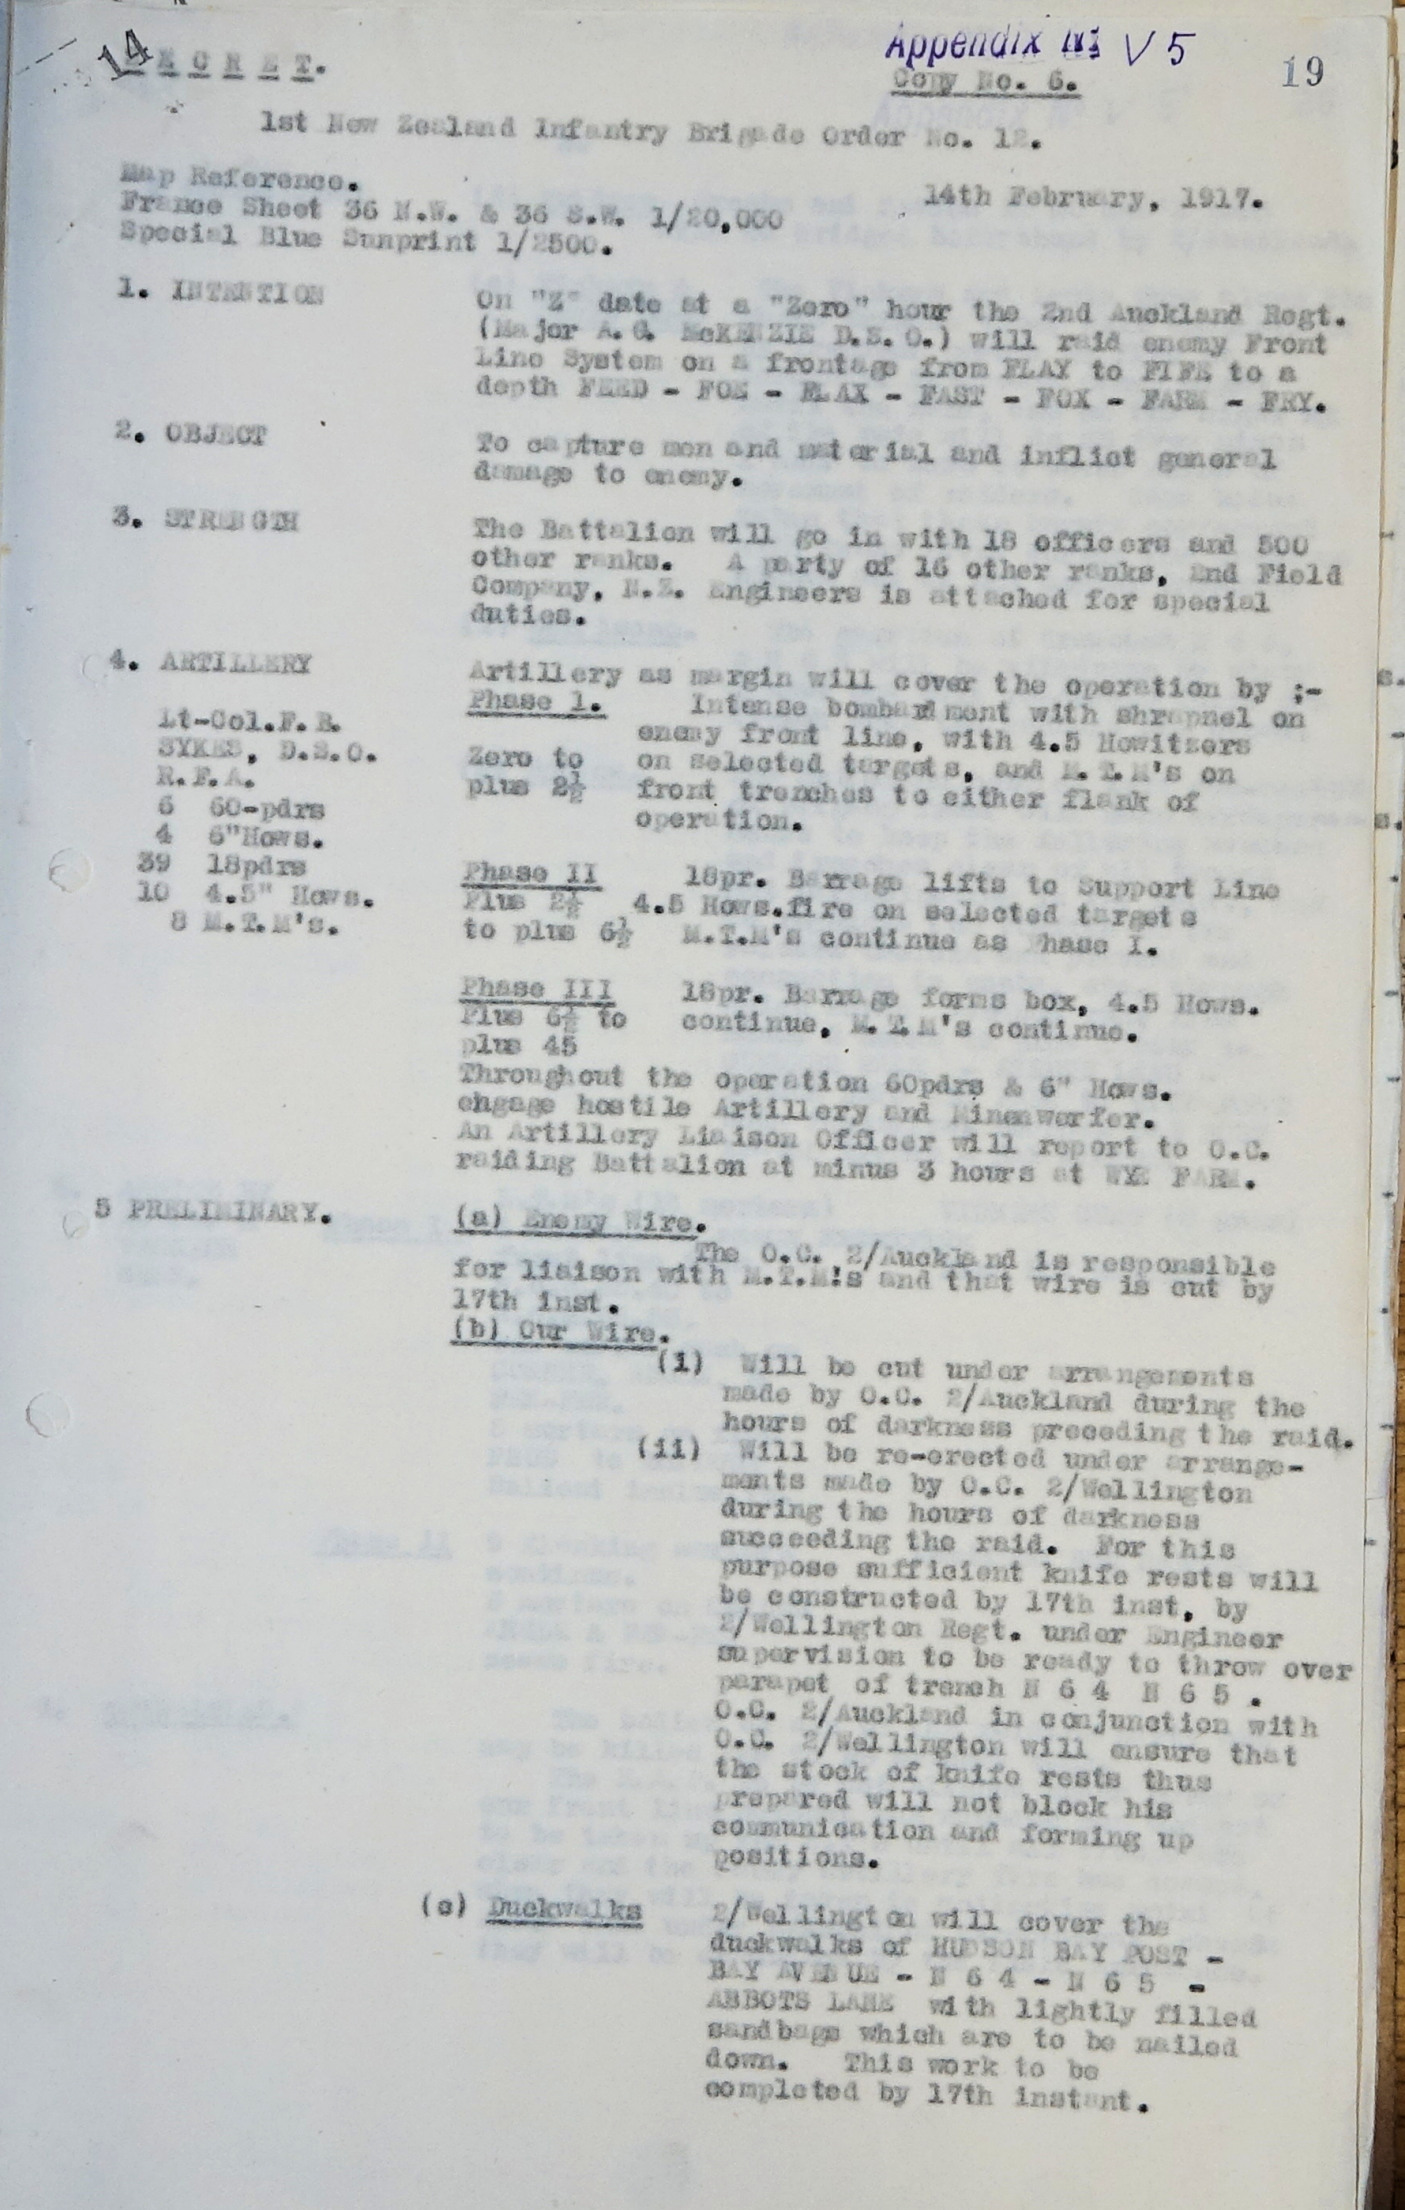 14
S E C R E T.
Appendix V 5
19
Copy No. 6.
1st New Zealand Infantry Brigade Order No. 12.
Map Reference.
France Sheet 36 N.W. & 36 S.W. 1/20,000
Special Blue Sunprint 1/2500.
14th February, 1917.
1. INTENTION
On "Z" date at a "Zero" hour the 2nd Auckland Regt.
(Major A.G. McKENZIE D.S.O.) will raid enemy Front
Line System on a frontage from FLAY to FIFE to a
depth FEED - FOE - FLAX - FAST - FOX - FARM - FRY.
2. OBJECT
To capture men and material and inflict general
damage to enemy.
3. STRENGTH
The Battalion will go in with 18 officers and 500
other ranks. A party of 16 other ranks, 2nd Field
Company, N.Z. Engineers is attached for special
duties.
4. ARTILLERY
Lt-Col.F.B.
SYKES, D.S.O.
R.F.A.
6 60-pdrs
4 6"Hows.
39 18pdrs
10 4.5" Hows.
8 M.T.M's.
Artillery as margin will cover the operation by ;-
Phase 1. Intense bombardment with shrapnel on
enemy front line, with 4.5 Howitzers
Zero to on selected targets, and M.T.M's on
plus 2½ front trenches to either flank of
operation.
Phase II 18pr. Barrage lifts to Support Line
Plus 2½ 4.5 Hows.fire on selected targets
to plus 6½ M.T.M's continue as Phase I.
Phase III 18pr. Barrage forms box, 4.5 Hows.
Plus 6½ to continue, M.T.M's continue.
plus 45
Throughout the operation 60pdrs & 6" Hows.
engage hostile Artillery and Minenwerfer.
An Artillery Liaison Officer will report to O.C.
raiding Battalion at minus 3 hours at WYE FARM.
5 PRELIMINARY.
(a) Enemy Wire.
The O.C. 2/Auckland is responsible
for liaison with M.T.M's and that wire is cut by
17th inst.
(b) Our Wire.
(i) Will be cut under arrangements
made by O.C. 2/Auckland during the
hours of darkness preceding the raid.
(ii) Will be re-erected under arrange-
ments made by O.C. 2/Wellington
during the hours of darkness
succeeding the raid. For this
purpose sufficient knife rests will
be constructed by 17th inst, by
2/Wellington Regt. under Engineer
supervision to be ready to throw over
parapet of trench N 6 4 N 6 5 .
O.C. 2/Auckland in conjunction with
O.C. 2/Wellington will ensure that
the stock of knife rests thus
prepared will not block his
communication and forming up
positions.
(c) Duckwalks
2/Wellington will cover the
duckwalks of HUDSON BAY POST -
BAY AVENUE - N 6 4 - N 6 5 -
ABBOTS LANE with lightly filled
sandbags which are to be nailed
down. This work to be
completed by 17th instant.